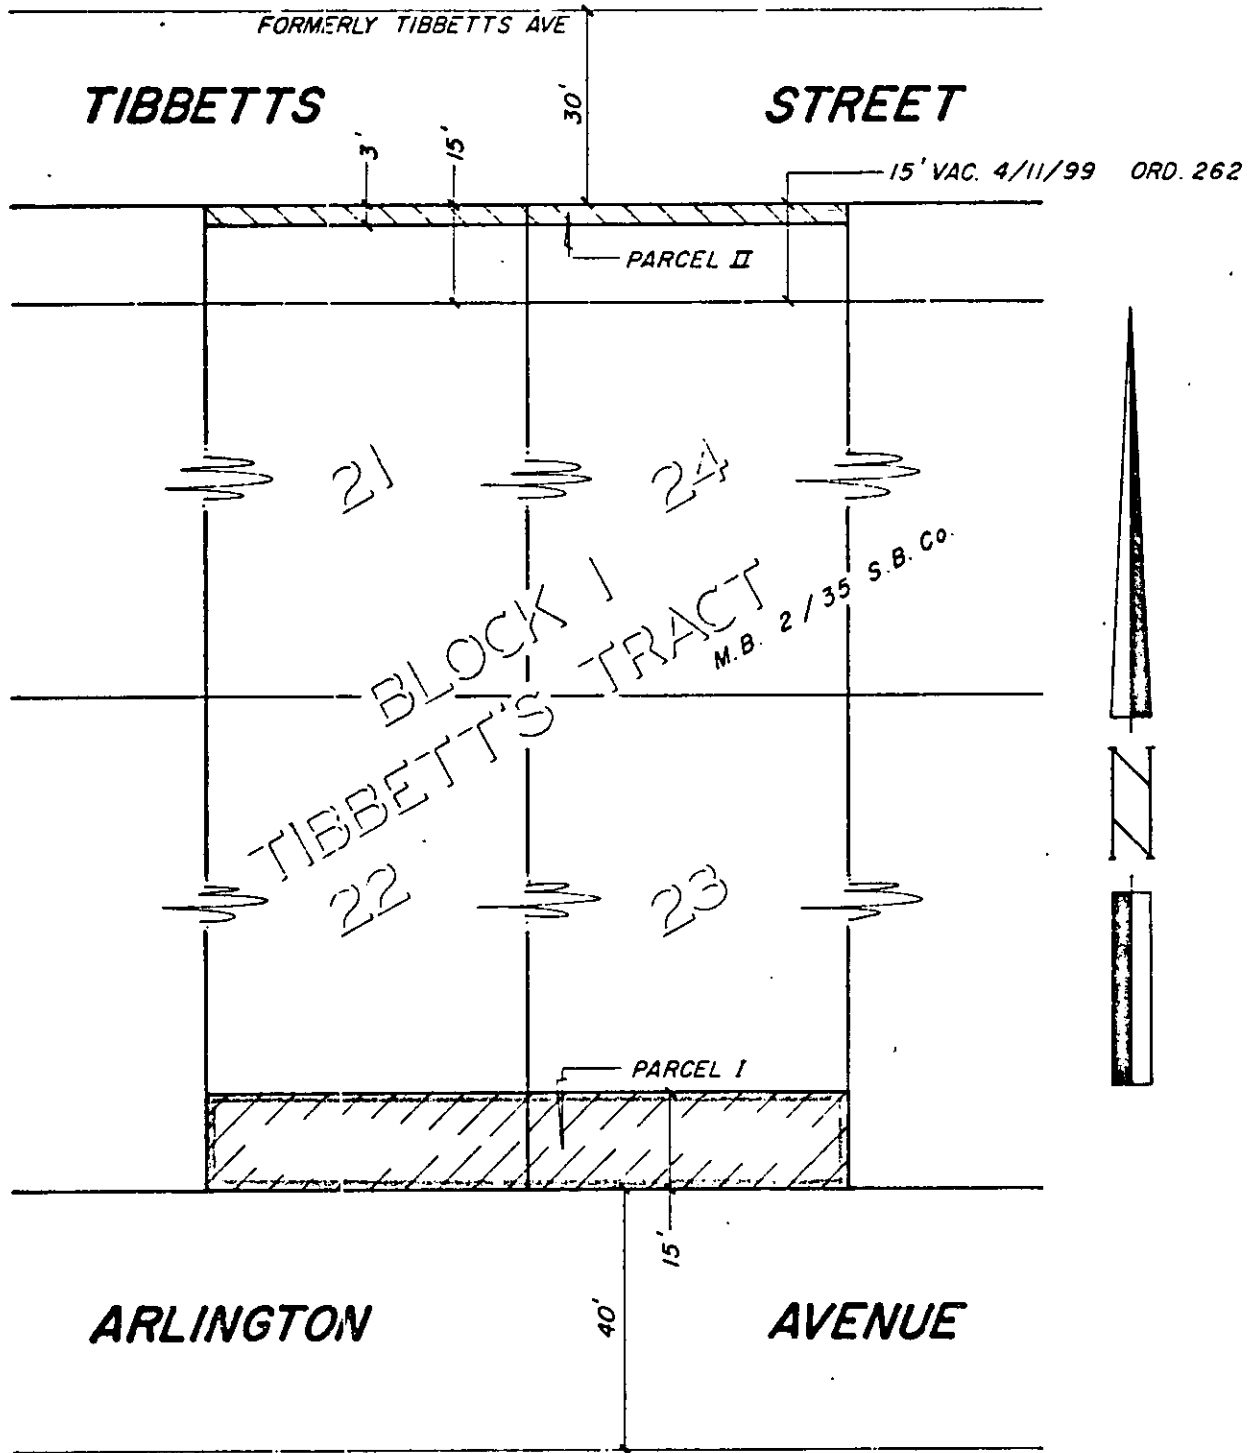 FORMERLY TIBBETTS AVE
TIBBETTS STREET
30'
3'
15'
15' VAC. 4/11/99 ORD. 262
PARCEL II
21
24
BLOCK 1
TIBBETT'S TRACT
M.B. 2/35 S.B. Co.
22
23
N
PARCEL I
15'
40'
ARLINGTON AVENUE